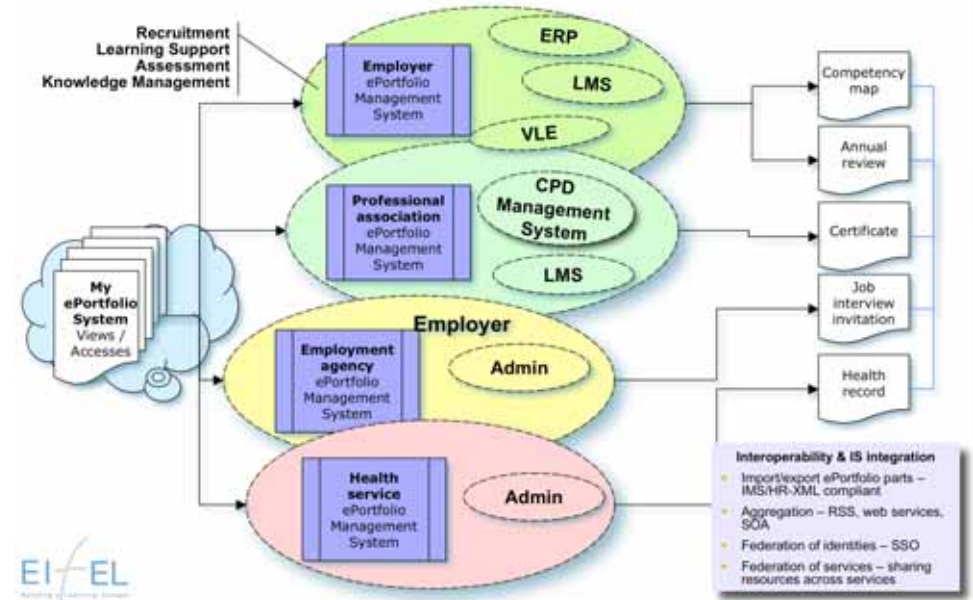 Recruitment
Learning Support
Assessment
Knowledge Management
Employer
ePortfolio
Management
System
ERP
LMS
VLE
Professional
association
ePortfolio
Management
System
CPD
Management
System
LMS
My
ePortfolio
System
Views /
Accesses
Employer
Employment
agency
ePortfolio
Management
System
Admin
Health
service
ePortfolio
Management
System
Admin
Competency
map
Annual
review
Certificate
Job
interview
invitation
Health
record
Interoperability & IS integration
Import/export ePortfolio parts –
IMS/HR-XML compliant
Aggregation – RSS, web services,
SOA
Federation of identities – SSO
Federation of services – sharing
resources across services
EIfEL